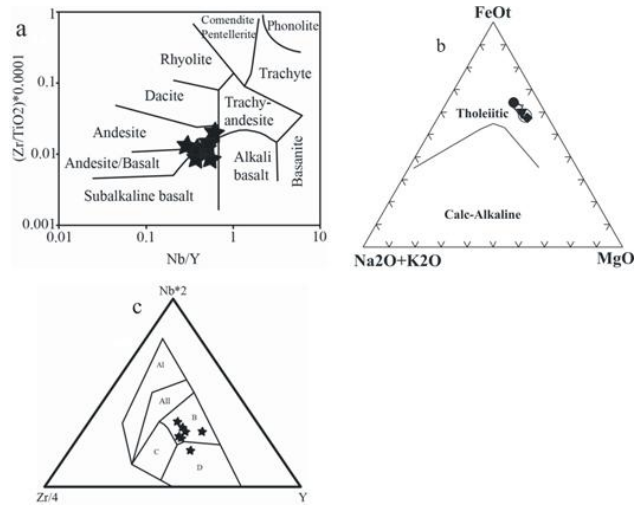 a
(Zr/TiO2)*0.0001
1
0.1
0.01
0.001
Comendite
Pentellerite
Phonolite
Rhyolite
Trachyte
Dacite
Trachy-
andesite
Andesite
Andesite/Basalt
Alkali
basalt
Basanite
Subalkaline basalt
0.01
0.1
1
10
Nb/Y
b
FeOt
Tholeiitic
Calc-Alkaline
Na2O+K2O
MgO
c
Nb*2
AI
AII
B
C
D
Zr/4
Y